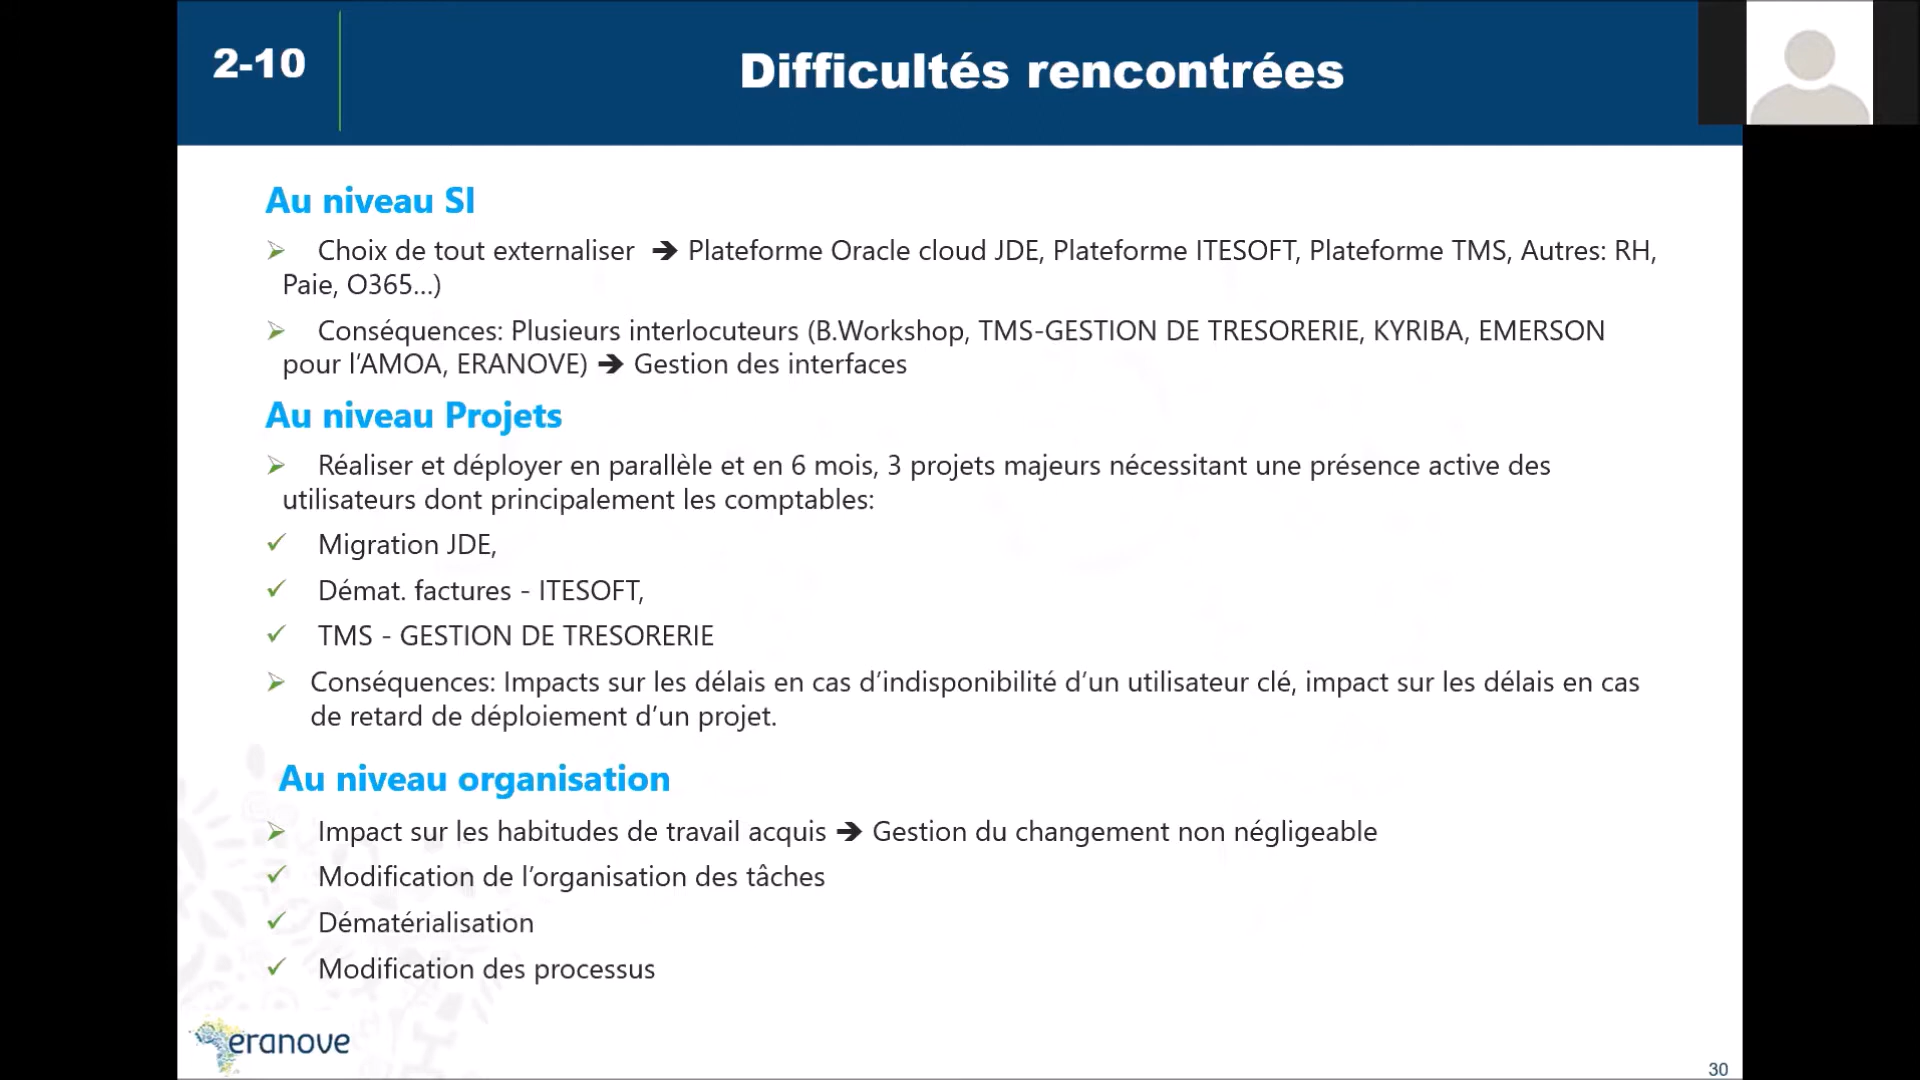 2-10
Difficultés rencontrées
Au niveau SI
➢ Choix de tout externaliser ➔ Plateforme Oracle cloud JDE, Plateforme ITESOFT, Plateforme TMS, Autres: RH,
Paie, O365...)
➢ Conséquences: Plusieurs interlocuteurs (B.Workshop, TMS-GESTION DE TRESORERIE, KYRIBA, EMERSON
pour l’AMOA, ERANOVE) ➔ Gestion des interfaces
Au niveau Projets
➢ Réaliser et déployer en parallèle et en 6 mois, 3 projets majeurs nécessitant une présence active des
utilisateurs dont principalement les comptables:
✓ Migration JDE,
✓ Démat. factures - ITESOFT,
✓ TMS - GESTION DE TRESORERIE
➢ Conséquences: Impacts sur les délais en cas d’indisponibilité d’un utilisateur clé, impact sur les délais en cas
de retard de déploiement d’un projet.
Au niveau organisation
➢ Impact sur les habitudes de travail acquis ➔ Gestion du changement non négligeable
✓ Modification de l’organisation des tâches
✓ Dématérialisation
✓ Modification des processus
eranove
30